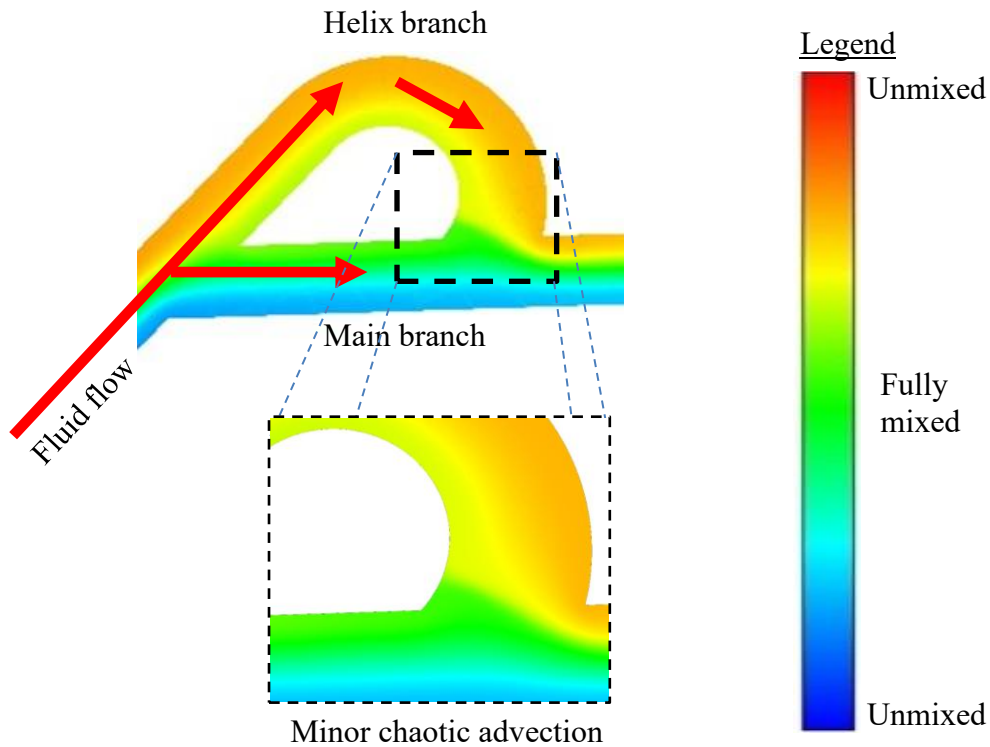 Helix branch
Legend
Unmixed
Main branch
Fluid flow
Fully
mixed
Unmixed
Minor chaotic advection